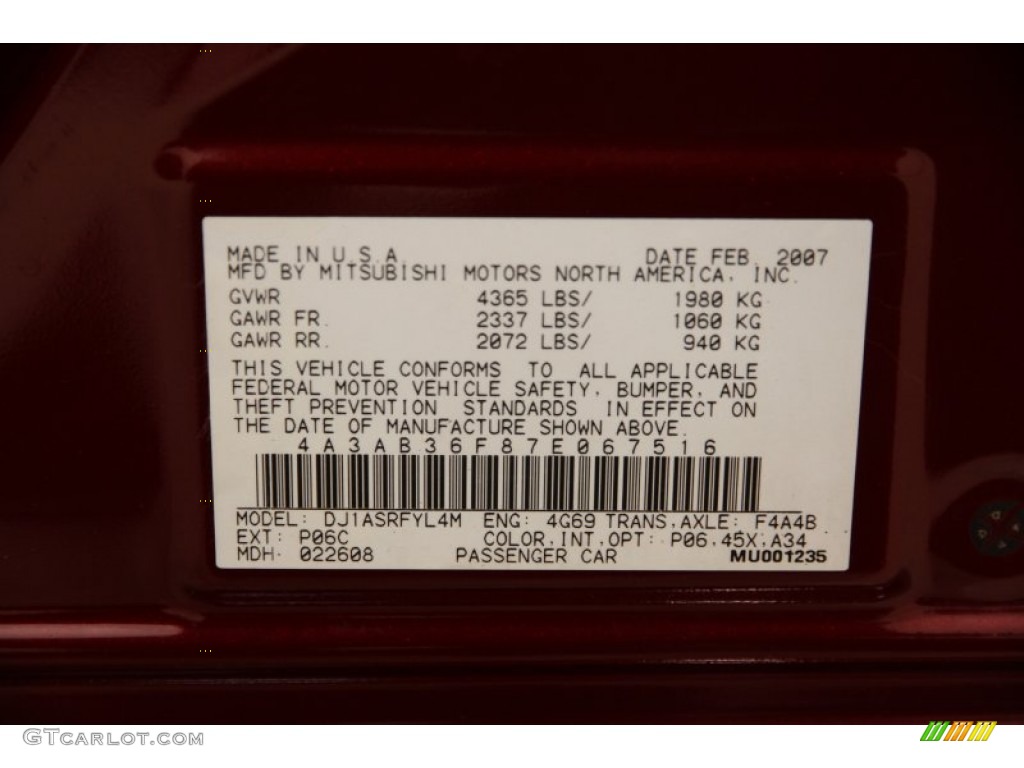 MADE IN U.S.A. DATE FEB. 2007
MFD BY MITSUBISHI MOTORS NORTH AMERICA, INC.
GVWR 4365 LBS/ 1980 KG
GAWR FR. 2337 LBS/ 1060 KG
GAWR RR. 2072 LBS/ 940 KG
THIS VEHICLE CONFORMS TO ALL APPLICABLE
FEDERAL MOTOR VEHICLE SAFETY, BUMPER, AND
THEFT PREVENTION STANDARDS IN EFFECT ON
THE DATE OF MANUFACTURE SHOWN ABOVE.
4A3AB36F87E067516
MODEL: DJ1ASRFYL4M ENG: 4G69 TRANS,AXLE: F4A4B
EXT: P06C COLOR,INT,OPT: P06,45X,A34
MDH: 022608 PASSENGER CAR MU001235
GTCARLOT.COM